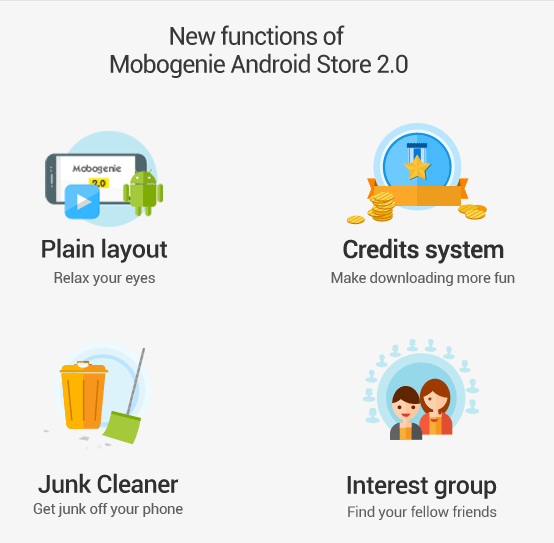 New functions of
Mobogenie Android Store 2.0
Mobogenie
2.0
Plain layout
Relax your eyes
Credits system
Make downloading more fun
Junk Cleaner
Get junk off your phone
Interest group
Find your fellow friends